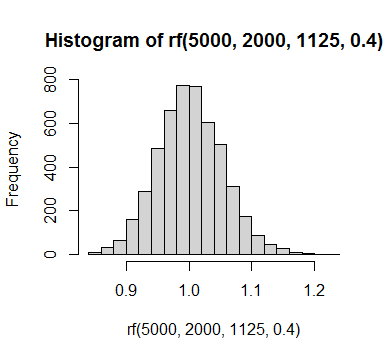 Histogram of rf(5000, 2000, 1125, 0.4)
Frequency
800
600
400
200
0
0.9 1.0 1.1 1.2
rf(5000, 2000, 1125, 0.4)